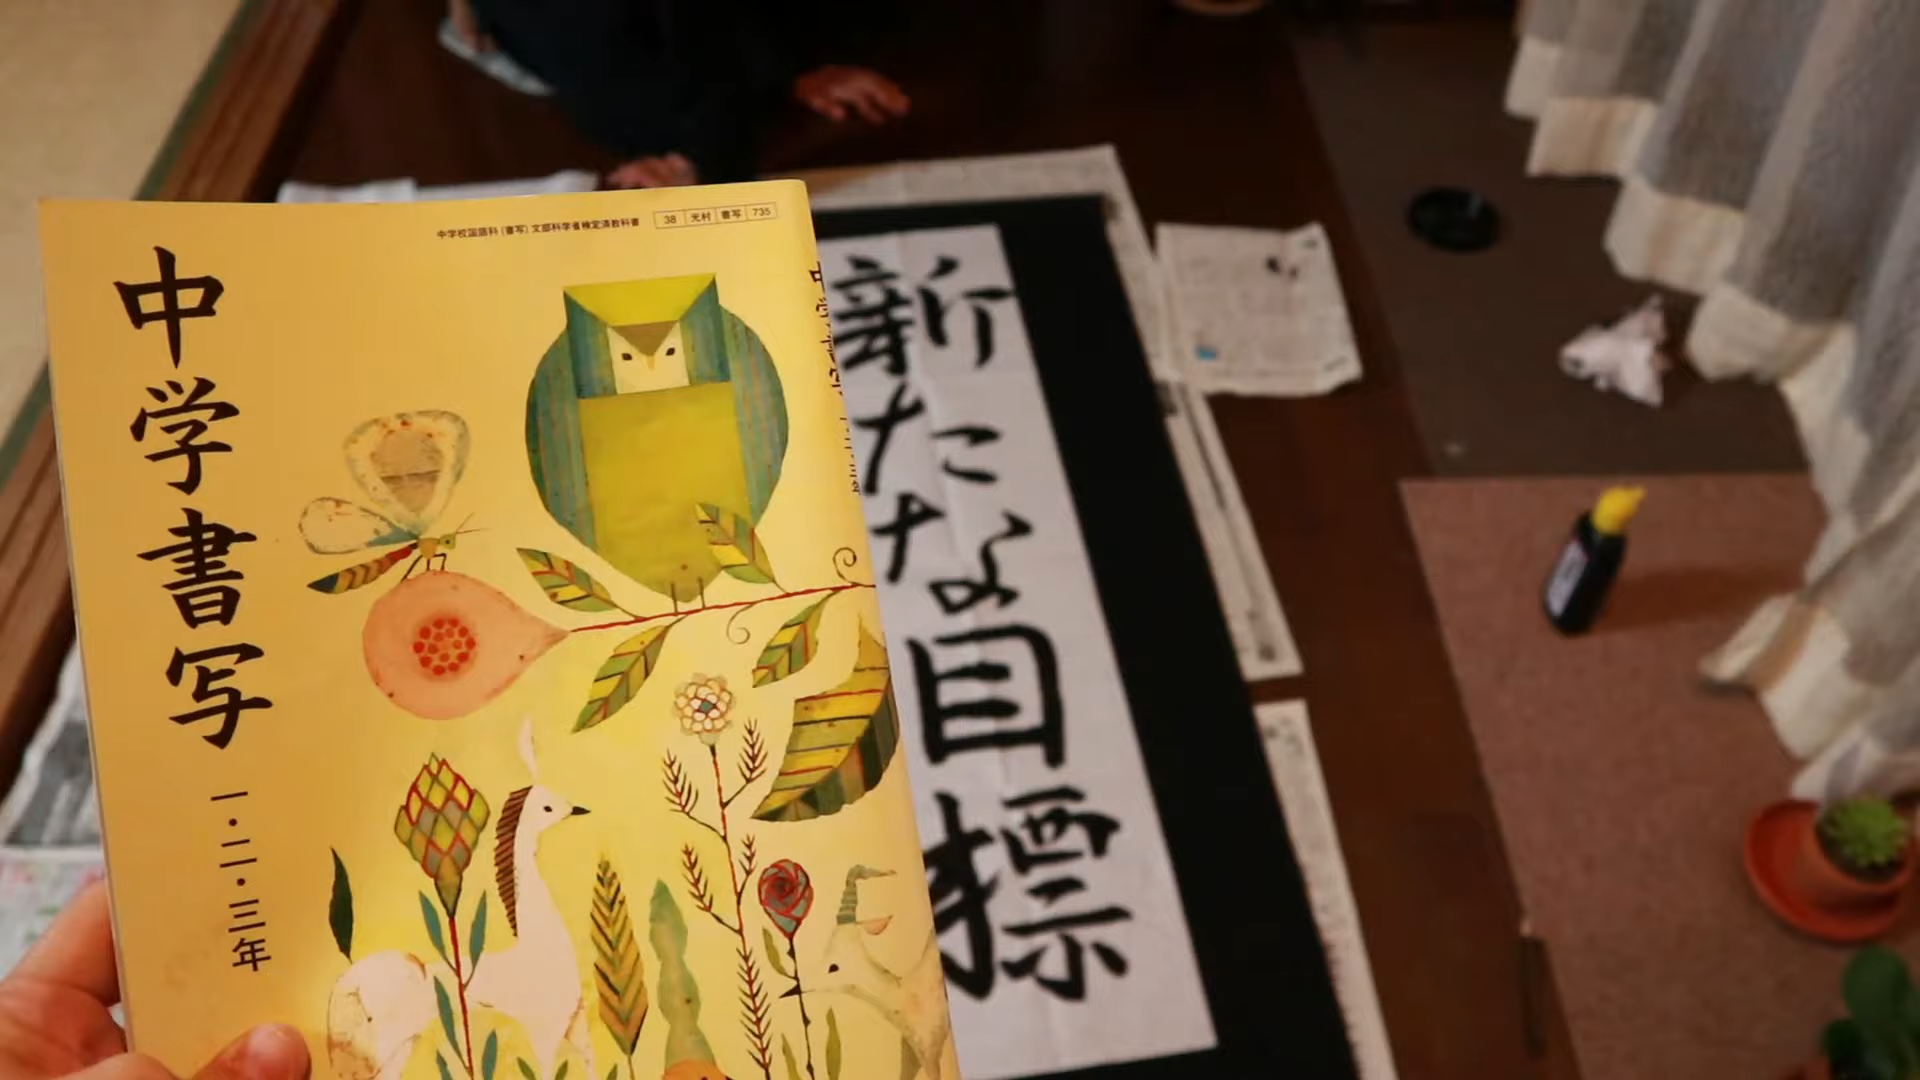 中学校国語科(書写)文部科学省検定済教科書
38 光村 書写 735
中学書写
一・二・三年
新たな目標